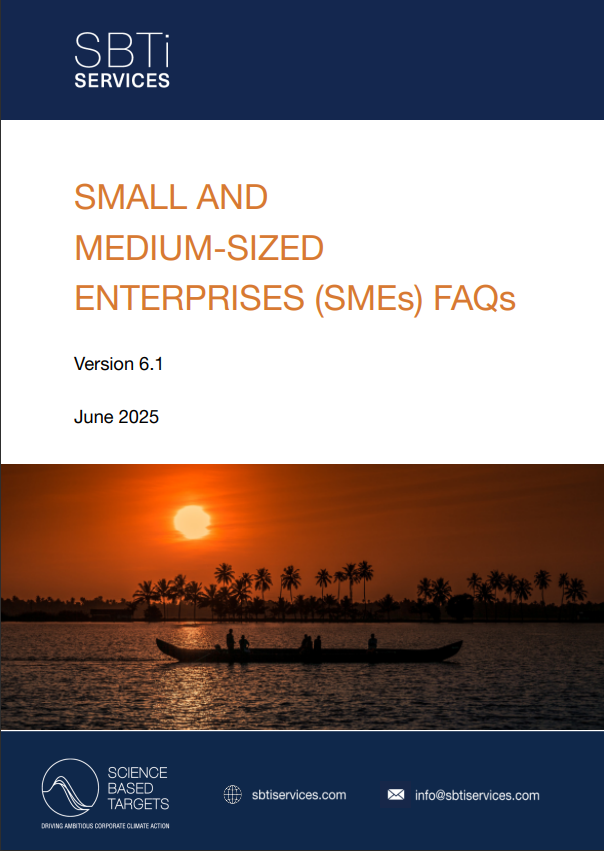 SBTi
SERVICES
SMALL AND
MEDIUM-SIZED
ENTERPRISES (SMEs) FAQs
Version 6.1
June 2025
SCIENCE
BASED
TARGETS
DRIVING AMBITIOUS CORPORATE CLIMATE ACTION
sbtiservices.com
info@sbtiservices.com